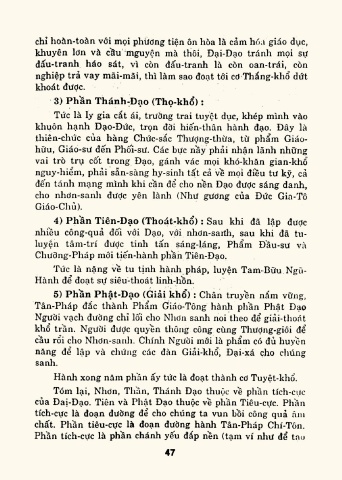 chỉ hoàn-toàn với mọi phương tiện ôn hòa là cảm hóa giáo dục,
khuyên lơn và cầu nguyện mà thôi, Đại-Đạo tránh mọi sự
đấu-tranh háo sát, vì còn đấu-tranh là còn oan-trái, còn
nghiệp trả vay mãi-mãi, thì làm sao đoạt tới cơ Thắng-khổ dứt
khoát được.
3) Phần Thánh-Đạo (Thọ-khổ) :
Tức là ly gia cắt ái, trường trai tuyệt dục, khép mình vào
khuôn hạnh Đạo-Đức, trọn đời hiến-thân hành đạo. Đây là
thiên-chức của hàng Chức-sắc Thượng-thừa, từ phẩm Giáo-
hữu, Giáo-sư đến Phối-sư. Các bực nầy phải nhận lãnh những
vai trò trụ cốt trong Đạo, gánh vác mọi khó-khăn gian-khổ
nguy-hiểm, phải sẵn-sàng hy-sinh tất cả về mọi điều tư kỷ, cả
đến tánh mạng mình khi cần để cho nền Đạo được sáng danh,
cho nhơn-sanh được yên lành (Như gương của Đức Gia-Tô
Giáo-Chủ).
4) Phần Tiên-Đạo (Thoát-khổ) : Sau khi đã lập được
nhiều công-quả đối với Đạo, với nhơn-sanh, sau khi đã tu-
luyện tâm-trí được tinh tấn sáng-láng, Phẩm Đầu-sư và
Chưởng-Pháp mới tiến-hành phần Tiên-Đạo.
Tức là nặng về tu tịnh hành pháp, luyện Tam-Bửu Ngũ-
Hành để đoạt sự siêu-thoát linh-hồn.
5) Phần Phật-Đạo (Giải khổ) : Chân truyền nắm vững,
Tân-Pháp đắc thành Phẩm Giáo-Tông hành phần Phật Đạo
Người vạch đường chỉ lối cho Nhơn sanh noi theo để giải-thoát
khổ trần. Người được quyền thông công cùng Thượng-giới để
cầu rỗi cho Nhơn-sanh. Chính Người mới là phẩm có đủ huyền
năng để lập và chứng các đàn Giải-khổ, Đại-xá cho chúng
sanh.
Hành xong năm phần ấy tức là đoạt thành cơ Tuyệt-khổ.
Tóm lại, Nhơn, Thần, Thánh Đạo thuộc về phần tích-cực
của Đại-Đạo. Tiên và Phật Đạo thuộc về phần Tiêu-cực. Phần
tích-cực là đoạn đường để cho chúng ta vun bồi công quả âm
chất. Phần tiêu-cực là đoạn đường hành Tân-Pháp Chí-Tôn.
Phần tích-cực là phần chánh yếu đắp nền (tạm ví như để tạo
47